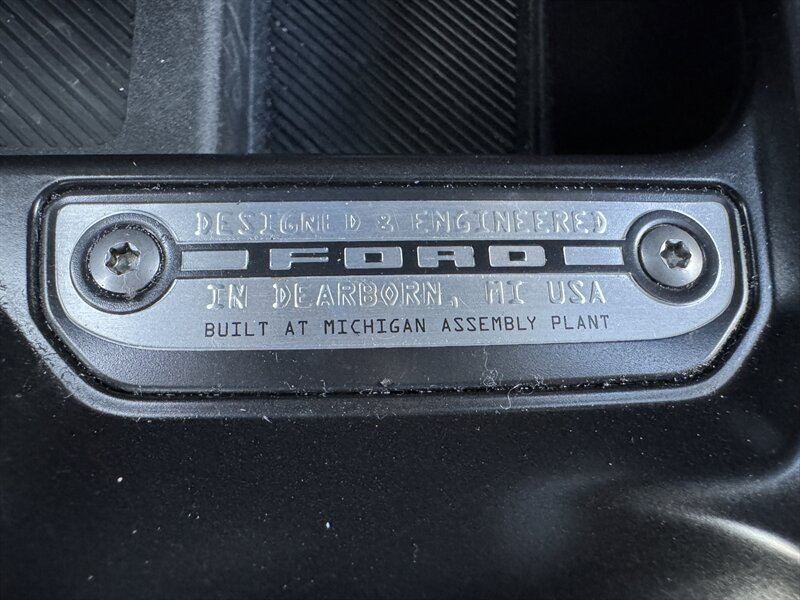 DESIGNED & ENGINEERED
FORD
IN DEARBORN, MI USA
BUILT AT MICHIGAN ASSEMBLY PLANT